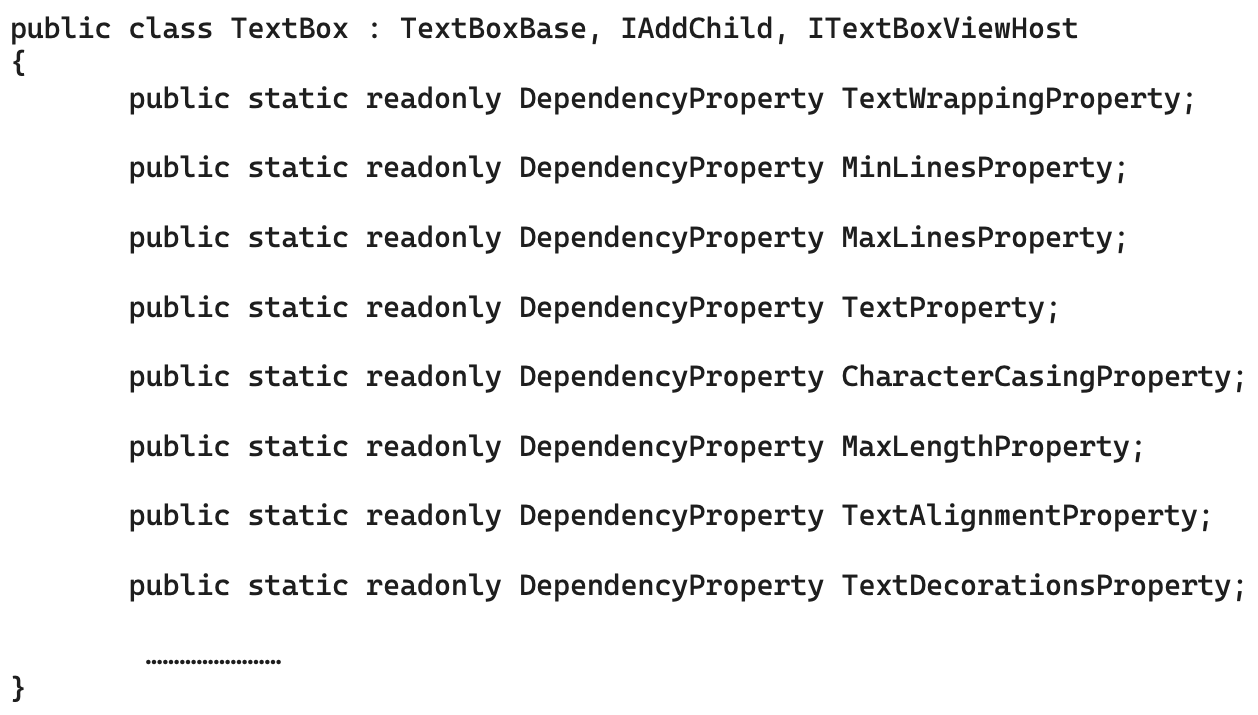 public class TextBox : TextBoxBase, IAddChild, ITextBoxViewHost
{
public static readonly DependencyProperty TextWrappingProperty;
public static readonly DependencyProperty MinLinesProperty;
public static readonly DependencyProperty MaxLinesProperty;
public static readonly DependencyProperty TextProperty;
public static readonly DependencyProperty CharacterCasingProperty;
public static readonly DependencyProperty MaxLengthProperty;
public static readonly DependencyProperty TextAlignmentProperty;
public static readonly DependencyProperty TextDecorationsProperty;
……………………
}